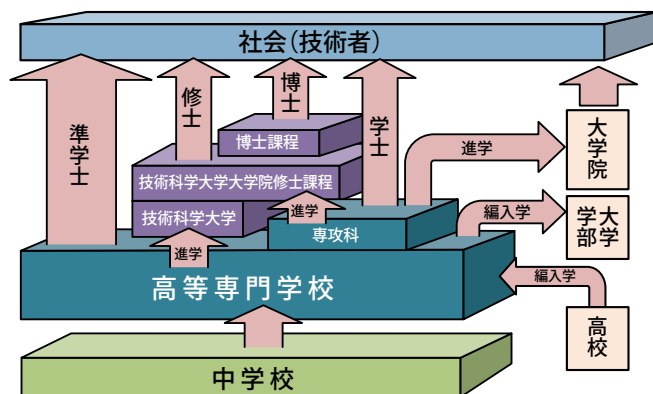 社会(技術者)
準学士
修士
博士
学士
博士課程
技術科学大学大学院修士課程
技術科学大学
進学
専攻科
進学
高等専門学校
進学
大学院
編入学
大学
学部
編入学
高校
中学校